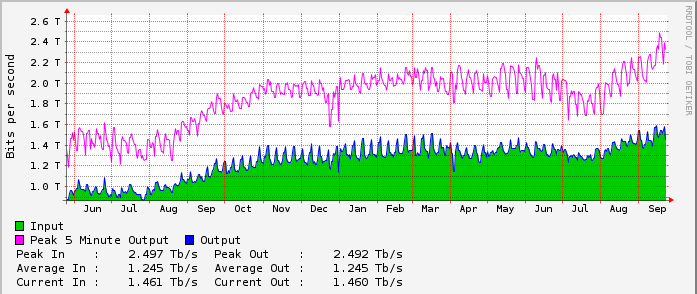 2.6 T
2.4 T
2.2 T
2.0 T
1.8 T
1.6 T
1.4 T
1.2 T
1.0 T
Bits per second
Jun Jul Aug Sep Oct Nov Dec Jan Feb Mar Apr May Jun Jul Aug Sep
RRDTOOL / TOBI OETIKER
Input
Peak 5 Minute Output Output
Peak In : 2.497 Tb/s Peak Out : 2.492 Tb/s
Average In : 1.245 Tb/s Average Out : 1.245 Tb/s
Current In : 1.461 Tb/s Current Out : 1.460 Tb/s